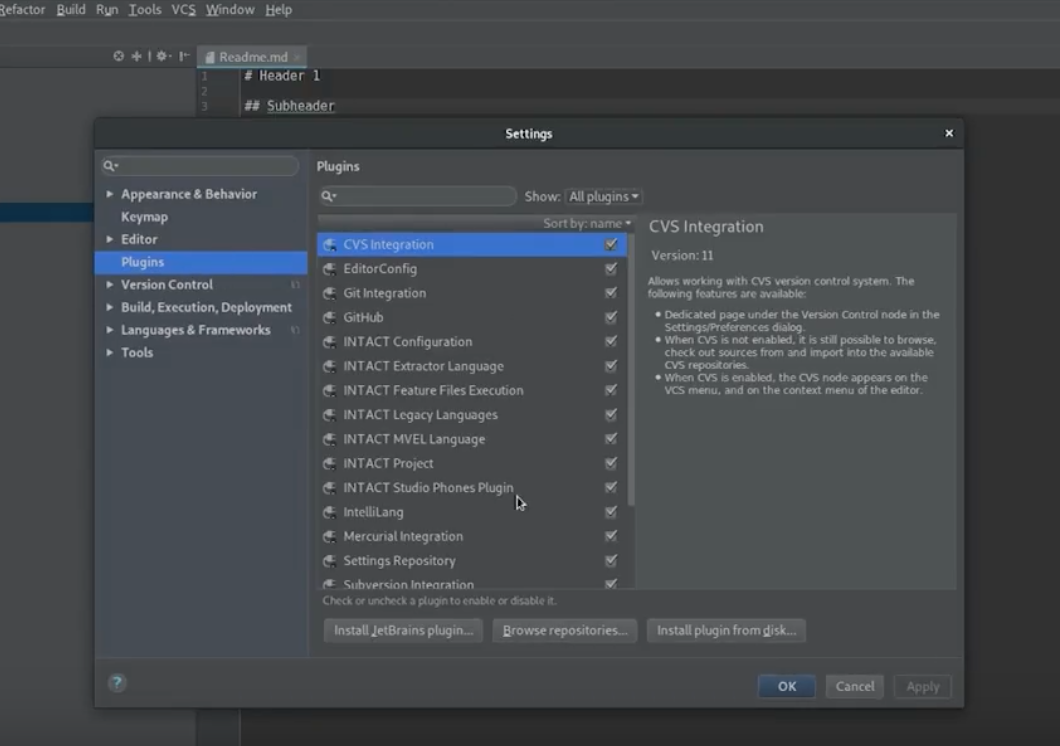 Refactor Build Run Tools VCS Window Help
Readme.md
1 # Header 1
2
3 ## Subheader
Settings
Appearance & Behavior
Keymap
Editor
Plugins
Version Control
Build, Execution, Deployment
Languages & Frameworks
Tools
Plugins
Show: All plugins
Sort by: name
CVS Integration
EditorConfig
Git Integration
GitHub
INTACT Configuration
INTACT Extractor Language
INTACT Feature Files Execution
INTACT Legacy Languages
INTACT MVEL Language
INTACT Project
INTACT Studio Phones Plugin
IntelliLang
Mercurial Integration
Settings Repository
Subversion Integration
Check or uncheck a plugin to enable or disable it.
Install JetBrains plugin... Browse repositories... Install plugin from disk...
CVS Integration
Version: 11
Allows working with CVS version control system. The
following features are available:
• Dedicated page under the Version Control node in the
Settings/Preferences dialog.
• When CVS is not enabled, it is still possible to browse,
check out sources from and import into the available
CVS repositories.
• When CVS is enabled, the CVS node appears on the
VCS menu, and on the context menu of the editor.
? OK Cancel Apply